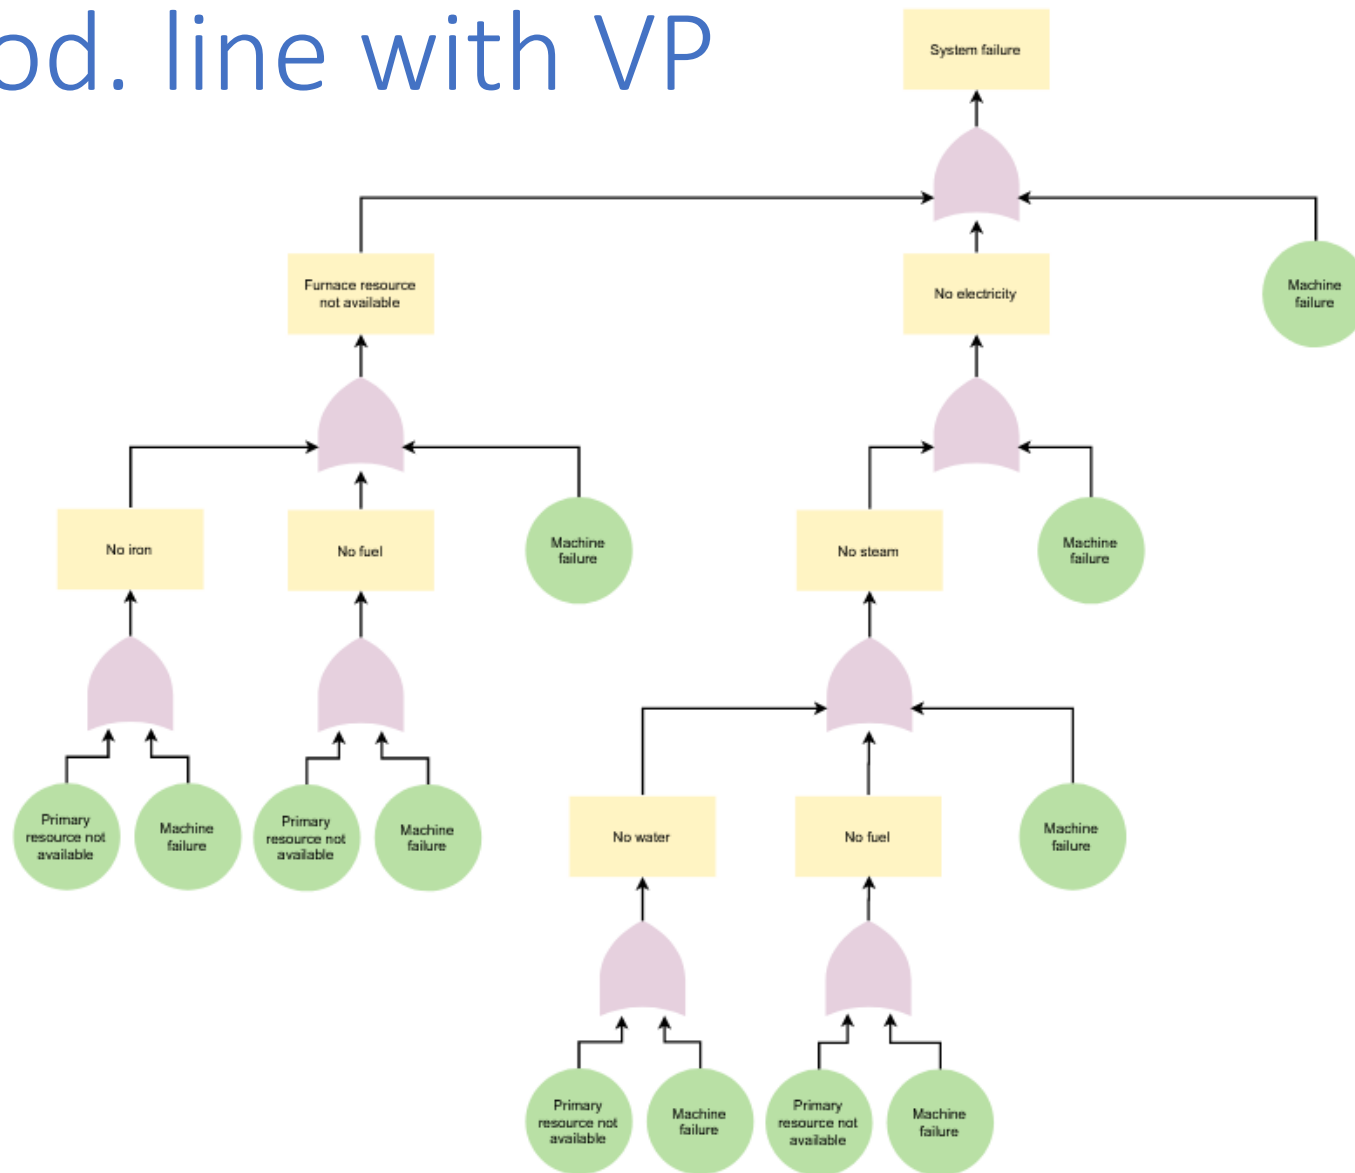 od. line with VP
System failure
Furnace resource
not available
No electricity
Machine
failure
No iron
No fuel
Machine
failure
No steam
Machine
failure
Primary
resource not
available
Machine
failure
Primary
resource not
available
Machine
failure
No water
No fuel
Machine
failure
Primary
resource not
available
Machine
failure
Primary
resource not
available
Machine
failure